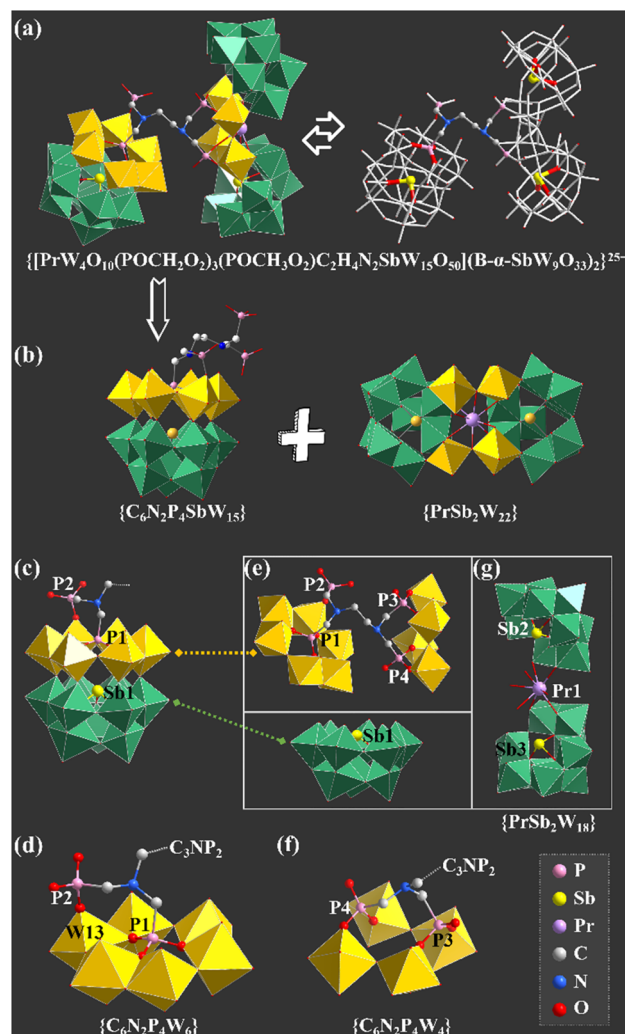 (a)
{[PrW₄O₁₀(POCH₂O₂)₃(POCH₃O₂)C₂H₄N₂SbW₁₅O₅₀](B-α-SbW₉O₃₃)₂}²⁵⁻
(b)
{C₆N₂P₄SbW₁₅}
{PrSb₂W₂₂}
(c)
P2
P1
Sb1
(e)
P2
P3
P1
P4
Sb1
(g)
Sb2
Pr1
Sb3
{PrSb₂W₁₈}
(d)
C₃NP₂
P2
P1
W13
{C₆N₂P₄W₆}
(f)
C₃NP₂
P4
P3
{C₆N₂P₄W₄}
P
Sb
Pr
C
N
O